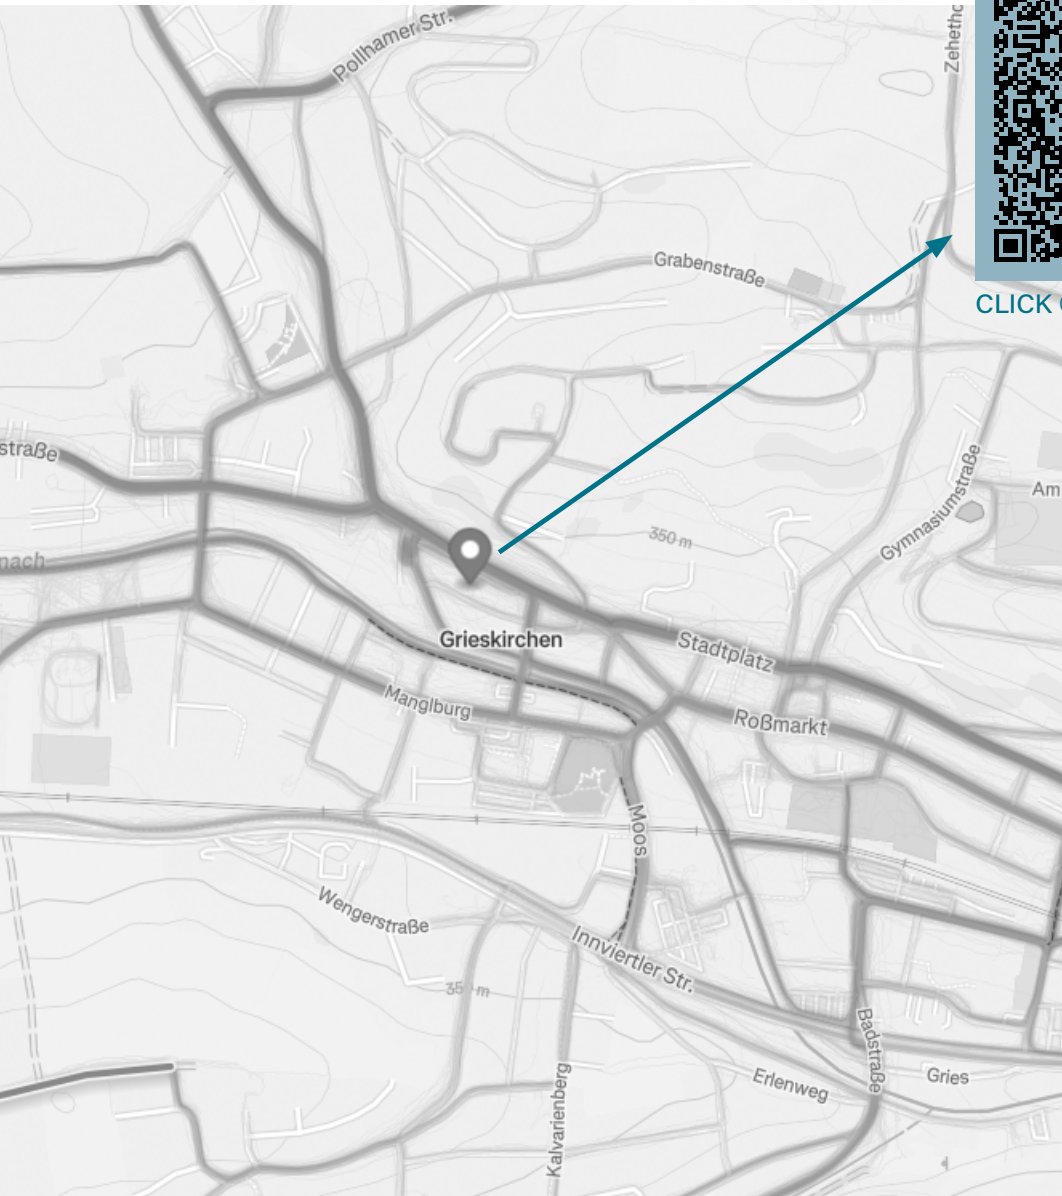 Pollhamer Str.
Zehetho
CLICK
Grabenstraße
straße
Gymnasiumstraße
Am
350 m
nach
Grieskirchen
Stadtplatz
Manglburg
Roßmarkt
Moos
Wengerstraße
Innviertler Str.
350 m
Badstraße
Gries
Erlenweg
Kalvarienberg